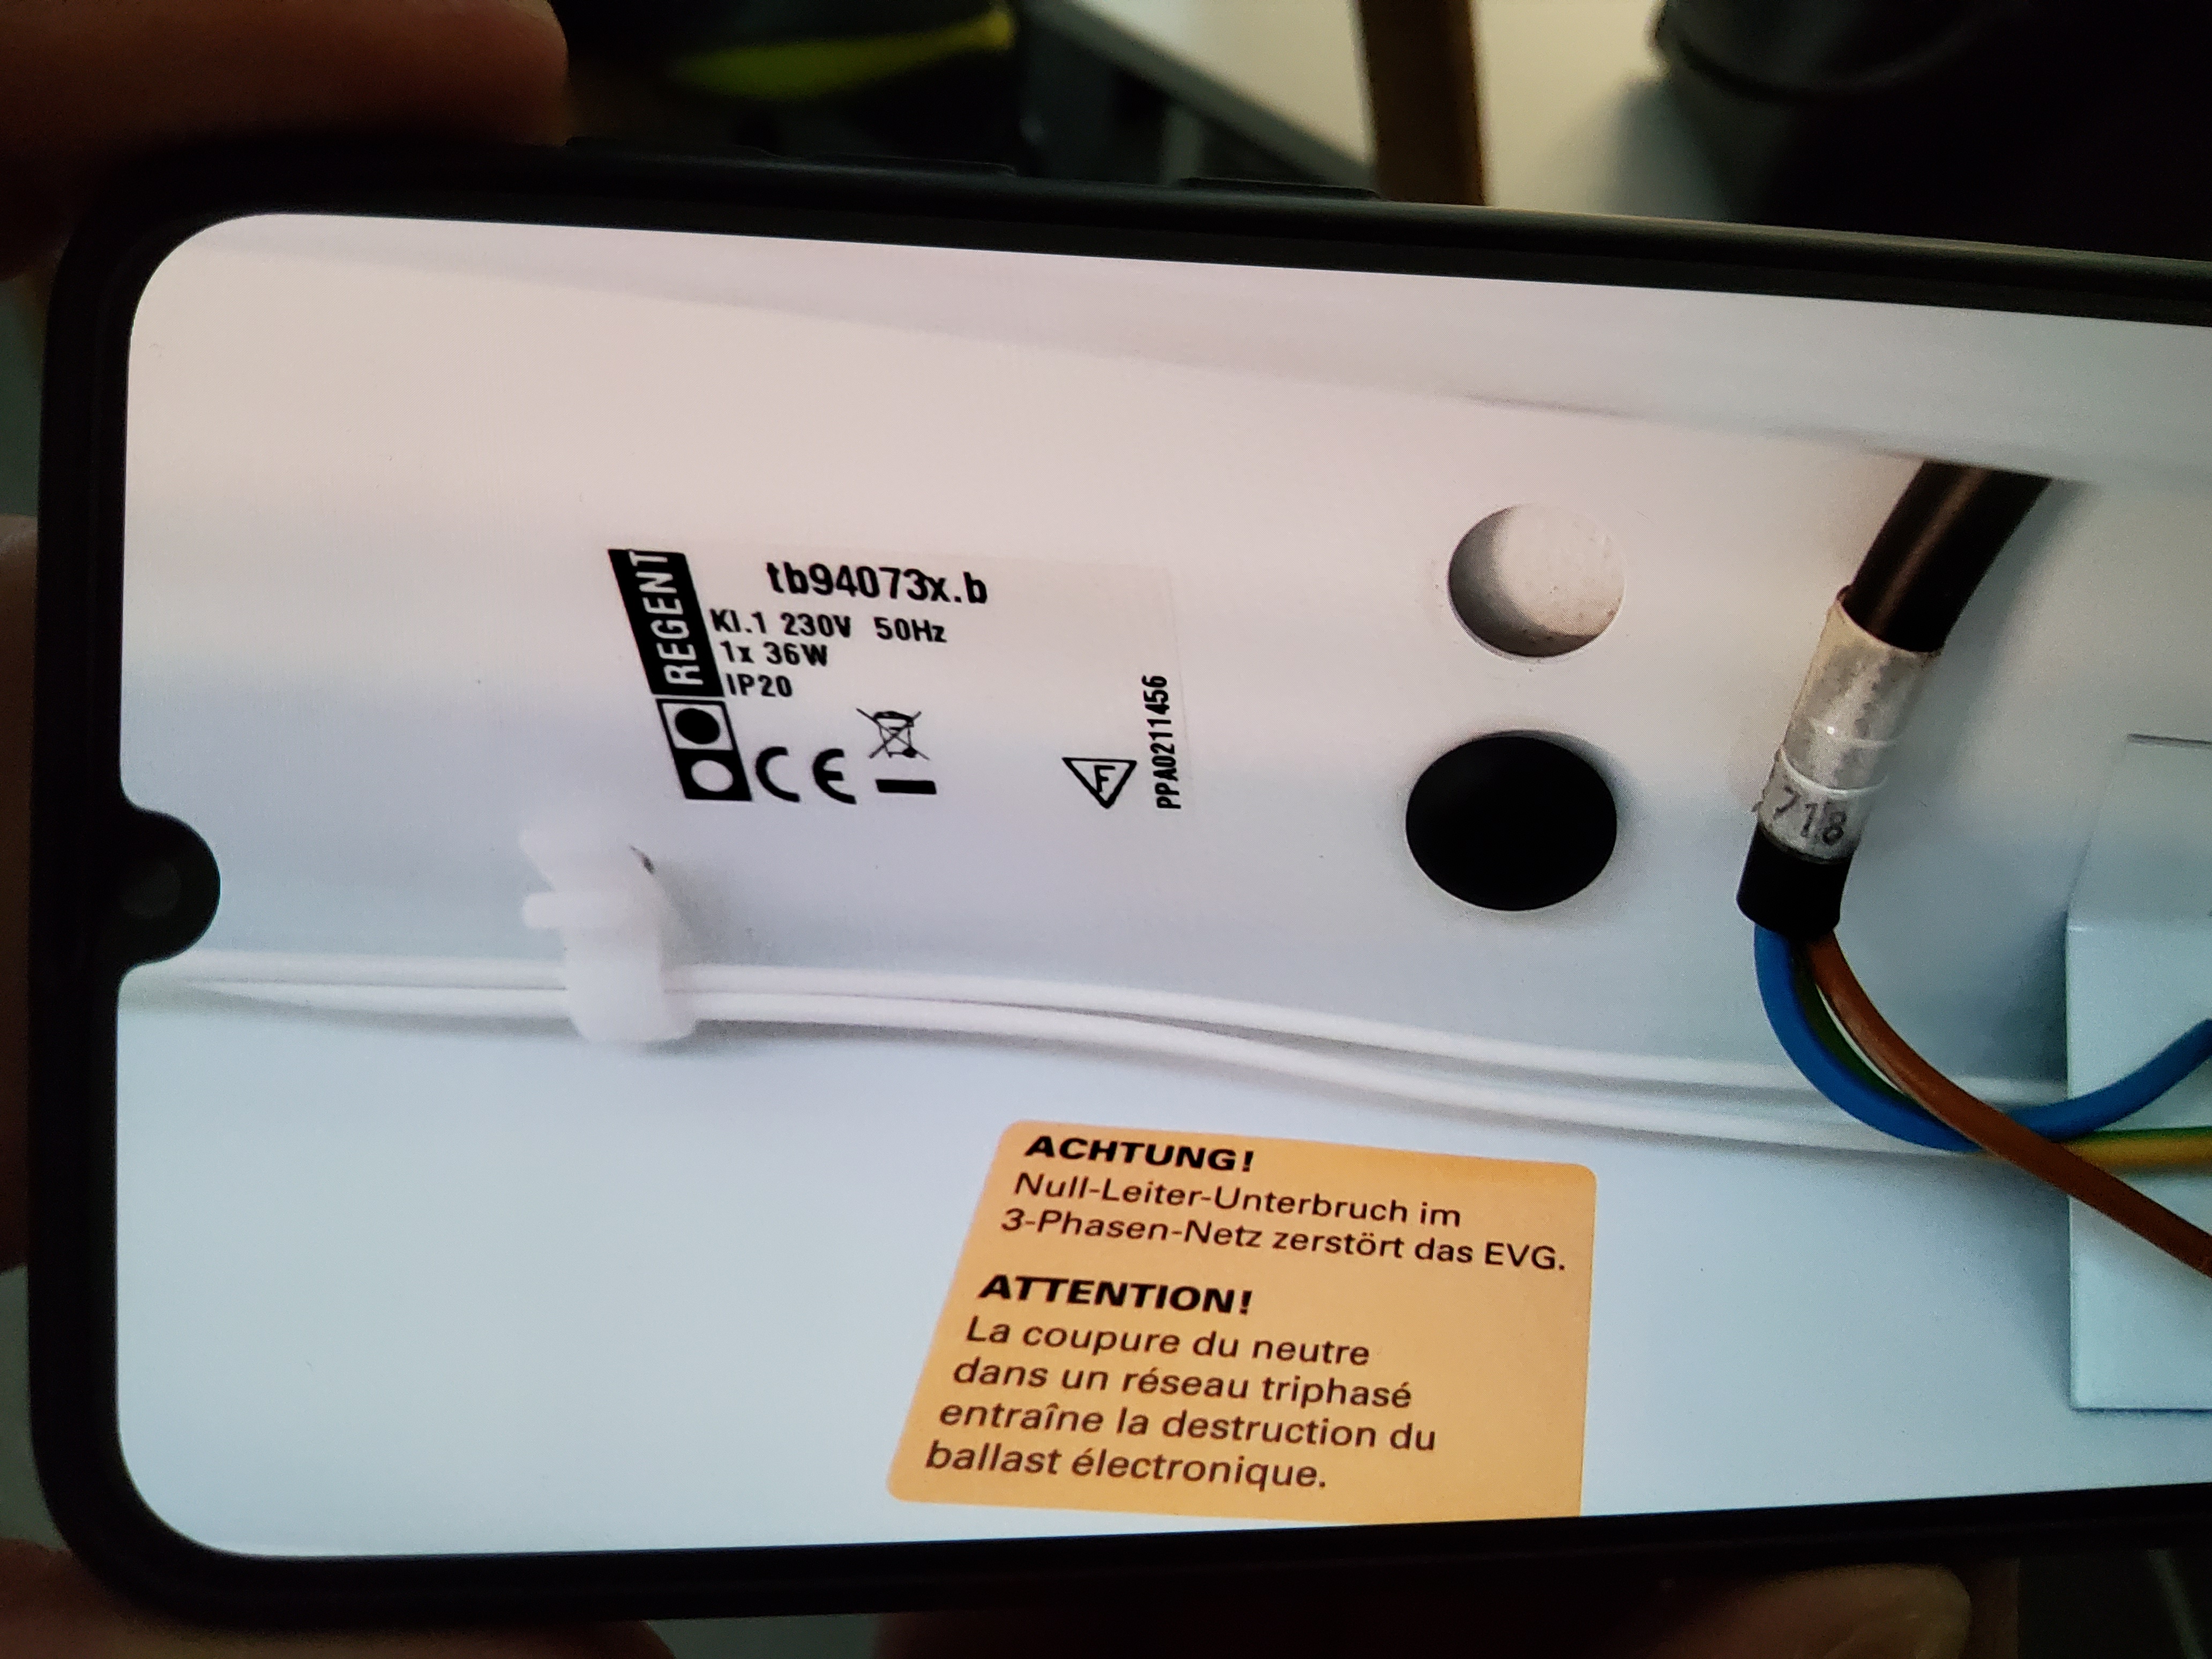 REGENT
tb94073x.b
Kl.1 230V 50Hz
1x 36W
IP20
CE
F
PPA0211456
718
ACHTUNG!
Null-Leiter-Unterbruch im
3-Phasen-Netz zerstört das EVG.
ATTENTION!
La coupure du neutre
dans un réseau triphasé
entraîne la destruction du
ballast électronique.